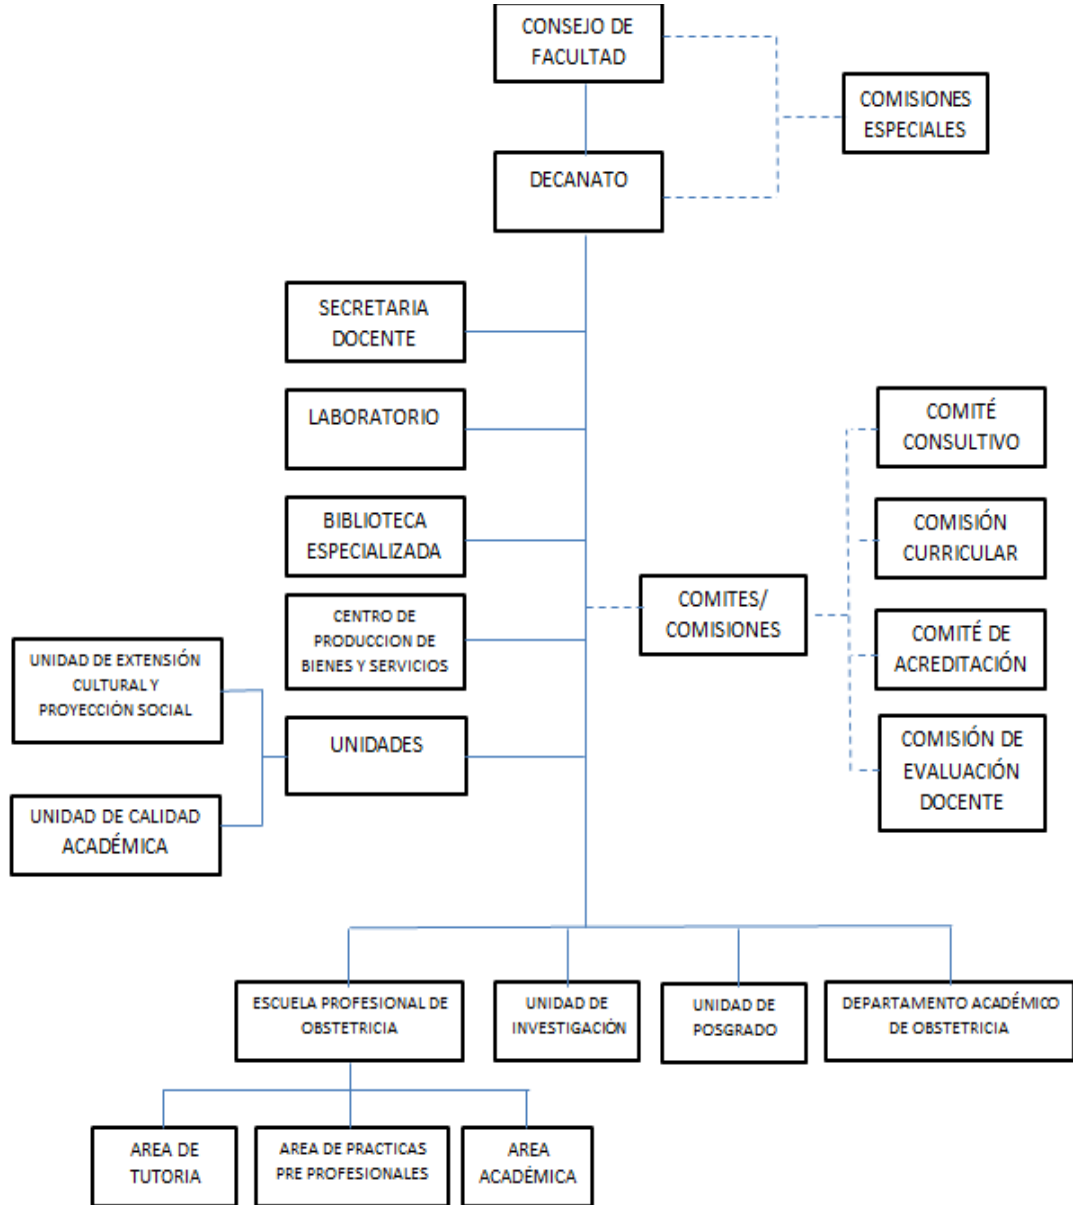 CONSEJO DE
FACULTAD
COMISIONES
ESPECIALES
DECANATO
SECRETARIA
DOCENTE
LABORATORIO
BIBLIOTECA
ESPECIALIZADA
CENTRO DE
PRODUCCION DE
BIENES Y SERVICIOS
UNIDADES
UNIDAD DE EXTENSIÓN
CULTURAL Y
PROYECCIÓN SOCIAL
UNIDAD DE CALIDAD
ACADÉMICA
COMITES/
COMISIONES
COMITÉ
CONSULTIVO
COMISIÓN
CURRICULAR
COMITÉ DE
ACREDITACIÓN
COMISIÓN DE
EVALUACIÓN
DOCENTE
ESCUELA PROFESIONAL DE
OBSTETRICIA
UNIDAD DE
INVESTIGACIÓN
UNIDAD DE
POSGRADO
DEPARTAMENTO ACADÉMICO
DE OBSTETRICIA
AREA DE
TUTORIA
AREA DE PRACTICAS
PRE PROFESIONALES
AREA
ACADÉMICA